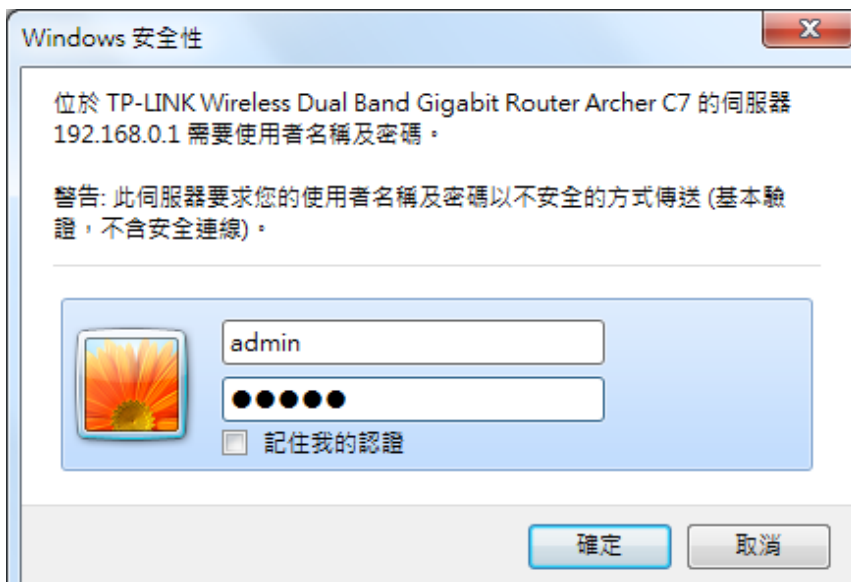 Windows 安全性
位於 TP-LINK Wireless Dual Band Gigabit Router Archer C7 的伺服器
192.168.0.1 需要使用者名稱及密碼。
警告: 此伺服器要求您的使用者名稱及密碼以不安全的方式傳送 (基本驗
證，不含安全連線)。
admin
●●●●●
記住我的認證
確定
取消